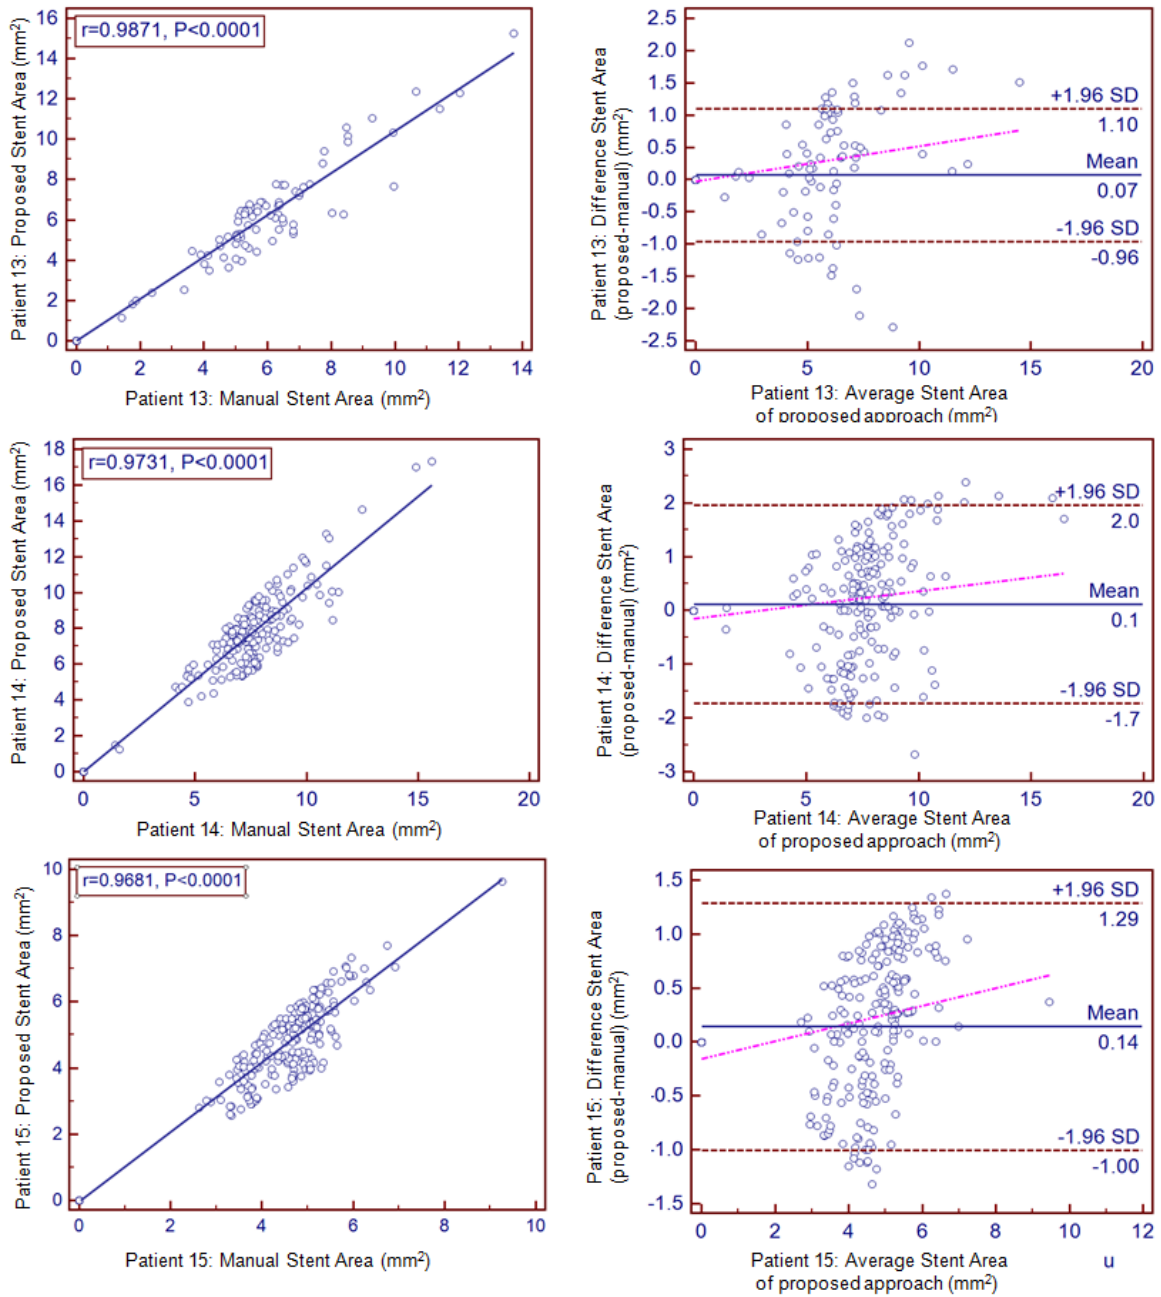 r=0.9871, P<0.0001
Patient 13: Proposed Stent Area (mm²)
16
14
12
10
8
6
4
2
0
0 2 4 6 8 10 12 14
Patient 13: Manual Stent Area (mm²)
Patient 13: Difference Stent Area
(proposed-manual) (mm²)
2.5
2.0
1.5
1.0
0.5
0.0
-0.5
-1.0
-1.5
-2.0
-2.5
+1.96 SD
1.10
Mean
0.07
-1.96 SD
-0.96
0 5 10 15 20
Patient 13: Average Stent Area
of proposed approach (mm²)
r=0.9731, P<0.0001
Patient 14: Proposed Stent Area (mm²)
18
16
14
12
10
8
6
4
2
0
0 5 10 15 20
Patient 14: Manual Stent Area (mm²)
Patient 14: Difference Stent Area
(proposed-manual) (mm²)
3
2
1
0
-1
-2
-3
+1.96 SD
2.0
Mean
0.1
-1.96 SD
-1.7
0 5 10 15 20
Patient 14: Average Stent Area
of proposed approach (mm²)
r=0.9681, P<0.0001
Patient 15: Proposed Stent Area (mm²)
10
8
6
4
2
0
0 2 4 6 8 10
Patient 15: Manual Stent Area (mm²)
Patient 15: Difference Stent Area
(proposed-manual) (mm²)
1.5
1.0
0.5
0.0
-0.5
-1.0
-1.5
+1.96 SD
1.29
Mean
0.14
-1.96 SD
-1.00
0 2 4 6 8 10 12
Patient 15: Average Stent Area
of proposed approach (mm²)
u